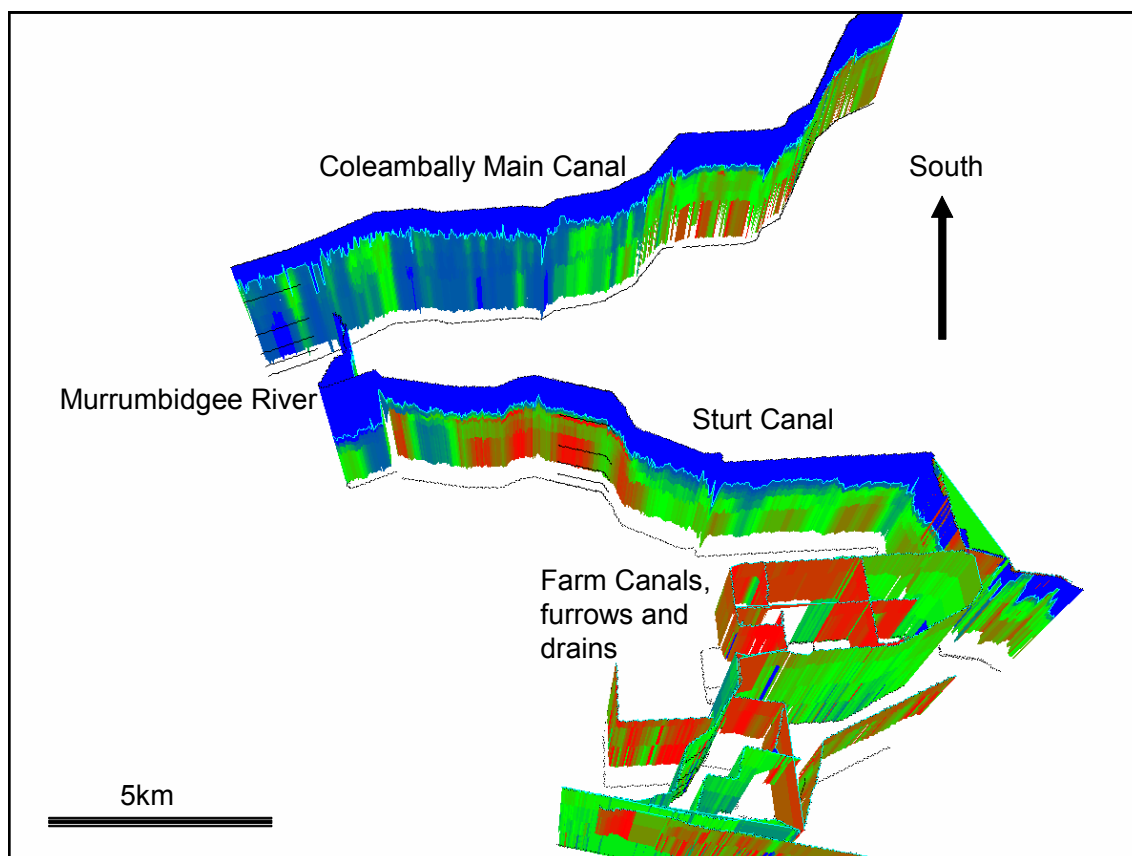 Coleambally Main Canal
South
Murrumbidgee River
Sturt Canal
Farm Canals,
furrows and
drains
5km